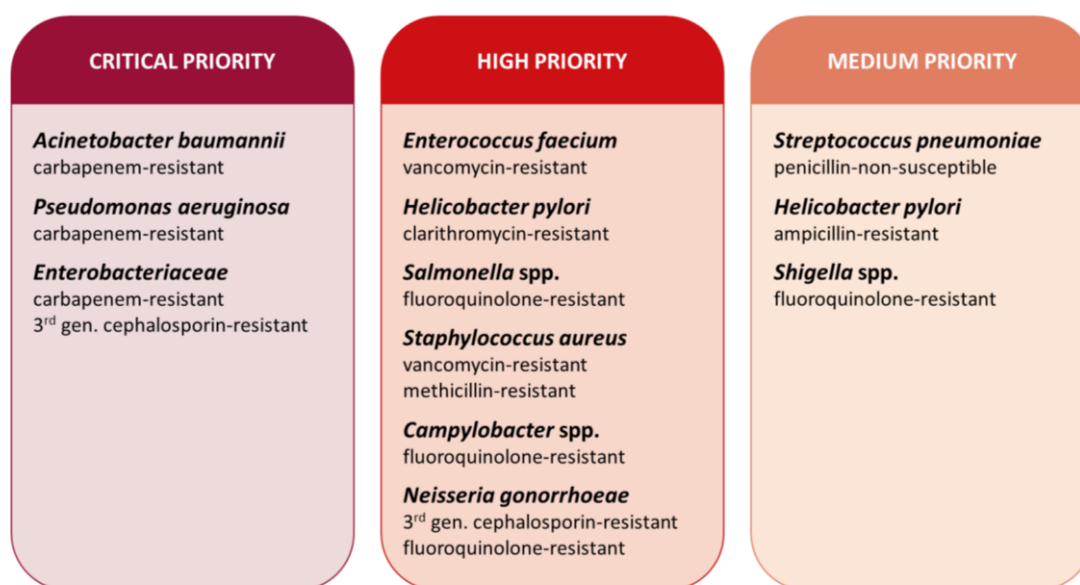 CRITICAL PRIORITY
Acinetobacter baumannii
carbapenem-resistant
Pseudomonas aeruginosa
carbapenem-resistant
Enterobacteriaceae
carbapenem-resistant
3rd gen. cephalosporin-resistant
HIGH PRIORITY
Enterococcus faecium
vancomycin-resistant
Helicobacter pylori
clarithromycin-resistant
Salmonella spp.
fluoroquinolone-resistant
Staphylococcus aureus
vancomycin-resistant
methicillin-resistant
Campylobacter spp.
fluoroquinolone-resistant
Neisseria gonorrhoeae
3rd gen. cephalosporin-resistant
fluoroquinolone-resistant
MEDIUM PRIORITY
Streptococcus pneumoniae
penicillin-non-susceptible
Helicobacter pylori
ampicillin-resistant
Shigella spp.
fluoroquinolone-resistant